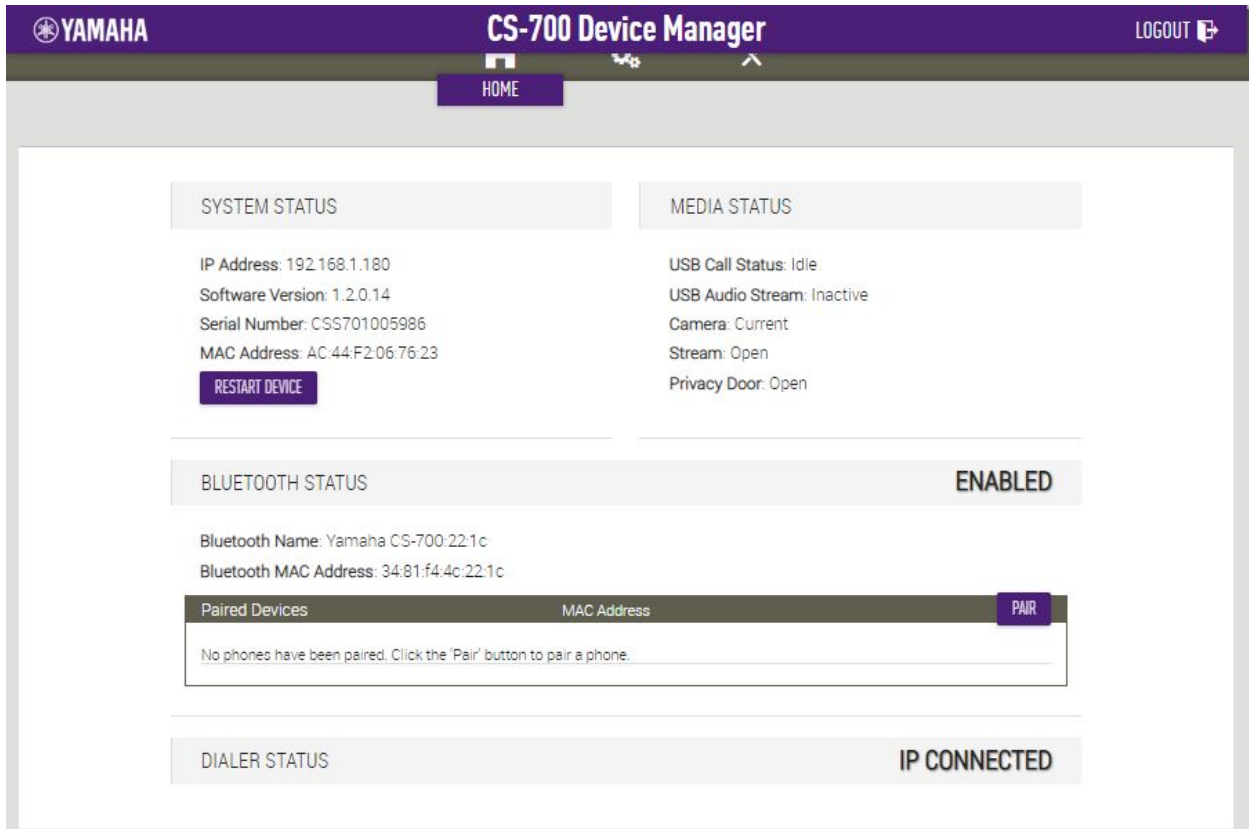 YAMAHA
CS-700 Device Manager
LOGOUT
HOME
SYSTEM STATUS
IP Address: 192.168.1.180
Software Version: 1.2.0.14
Serial Number: CSS701005986
MAC Address: AC:44:F2:06:76:23
RESTART DEVICE
MEDIA STATUS
USB Call Status: Idle
USB Audio Stream: Inactive
Camera: Current
Stream: Open
Privacy Door: Open
BLUETOOTH STATUS
ENABLED
Bluetooth Name: Yamaha CS-700:22:1c
Bluetooth MAC Address: 34:81:f4:4c:22:1c
Paired Devices
MAC Address
PAIR
No phones have been paired. Click the 'Pair' button to pair a phone.
DIALER STATUS
IP CONNECTED